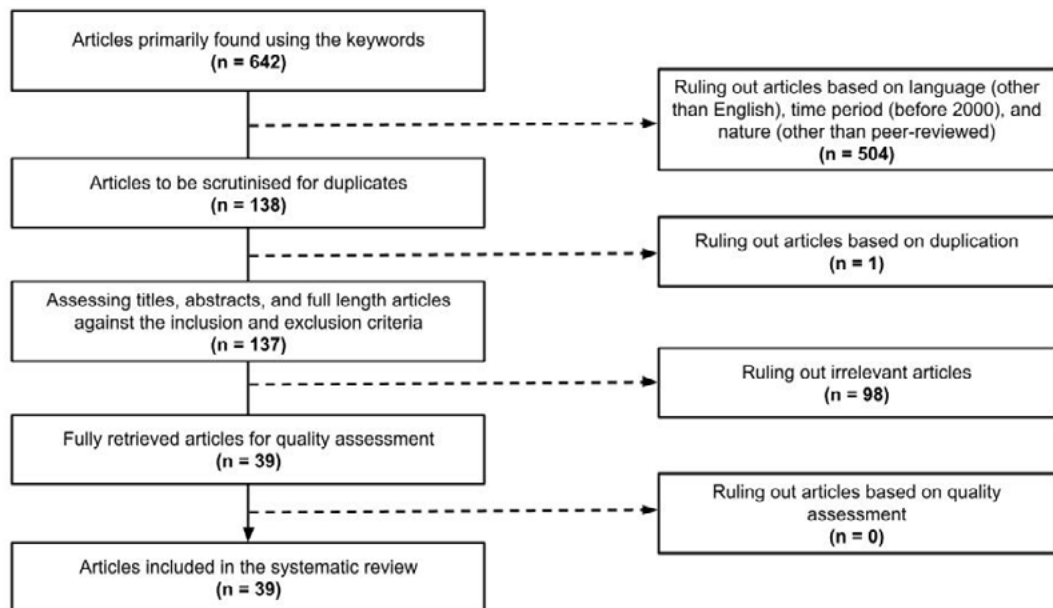 Articles primarily found using the keywords
(n = 642)
Ruling out articles based on language (other
than English), time period (before 2000), and
nature (other than peer-reviewed)
(n = 504)
Articles to be scrutinised for duplicates
(n = 138)
Ruling out articles based on duplication
(n = 1)
Assessing titles, abstracts, and full length articles
against the inclusion and exclusion criteria
(n = 137)
Ruling out irrelevant articles
(n = 98)
Fully retrieved articles for quality assessment
(n = 39)
Ruling out articles based on quality
assessment
(n = 0)
Articles included in the systematic review
(n = 39)